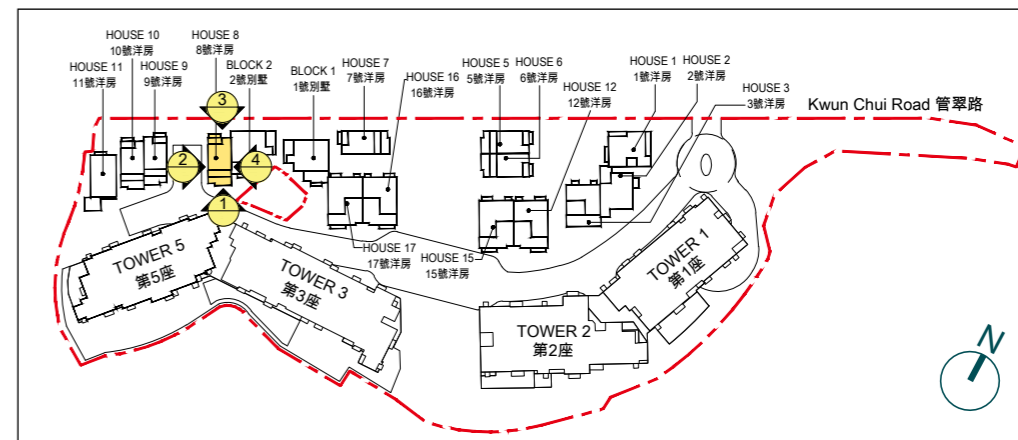 HOUSE 11
11號洋房
HOUSE 10
10號洋房
HOUSE 9
9號洋房
HOUSE 8
8號洋房
BLOCK 2
2號別墅
BLOCK 1
1號別墅
HOUSE 7
7號洋房
HOUSE 16
16號洋房
HOUSE 5
5號洋房
HOUSE 6
6號洋房
HOUSE 12
12號洋房
HOUSE 1
1號洋房
HOUSE 2
2號洋房
HOUSE 3
3號洋房
Kwun Chui Road 管翠路
3
2
4
1
HOUSE 17
17號洋房
HOUSE 15
15號洋房
TOWER 5
第5座
TOWER 3
第3座
TOWER 2
第2座
TOWER 1
第1座
N